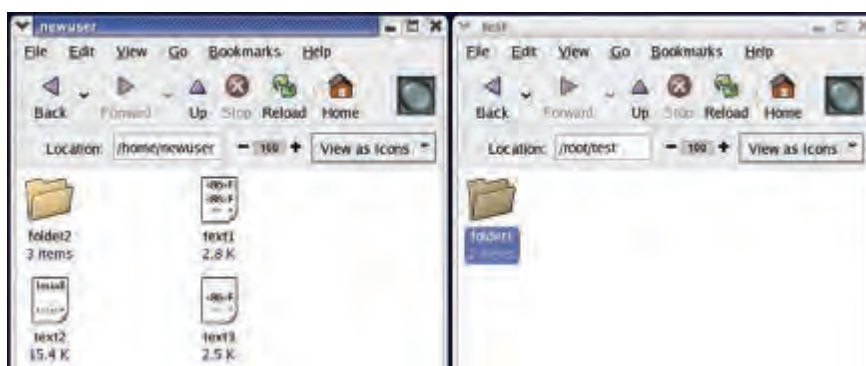 newuser
File Edit View Go Bookmarks Help
Back Forward Up Stop Reload Home
Location: /home/newuser 100 View as Icons
folder2
3 items
text1
2.8 K
text2
15.4 K
text3
2.5 K
test
File Edit View Go Bookmarks Help
Back Forward Up Stop Reload Home
Location: /root/test 100 View as Icons
folder1
items